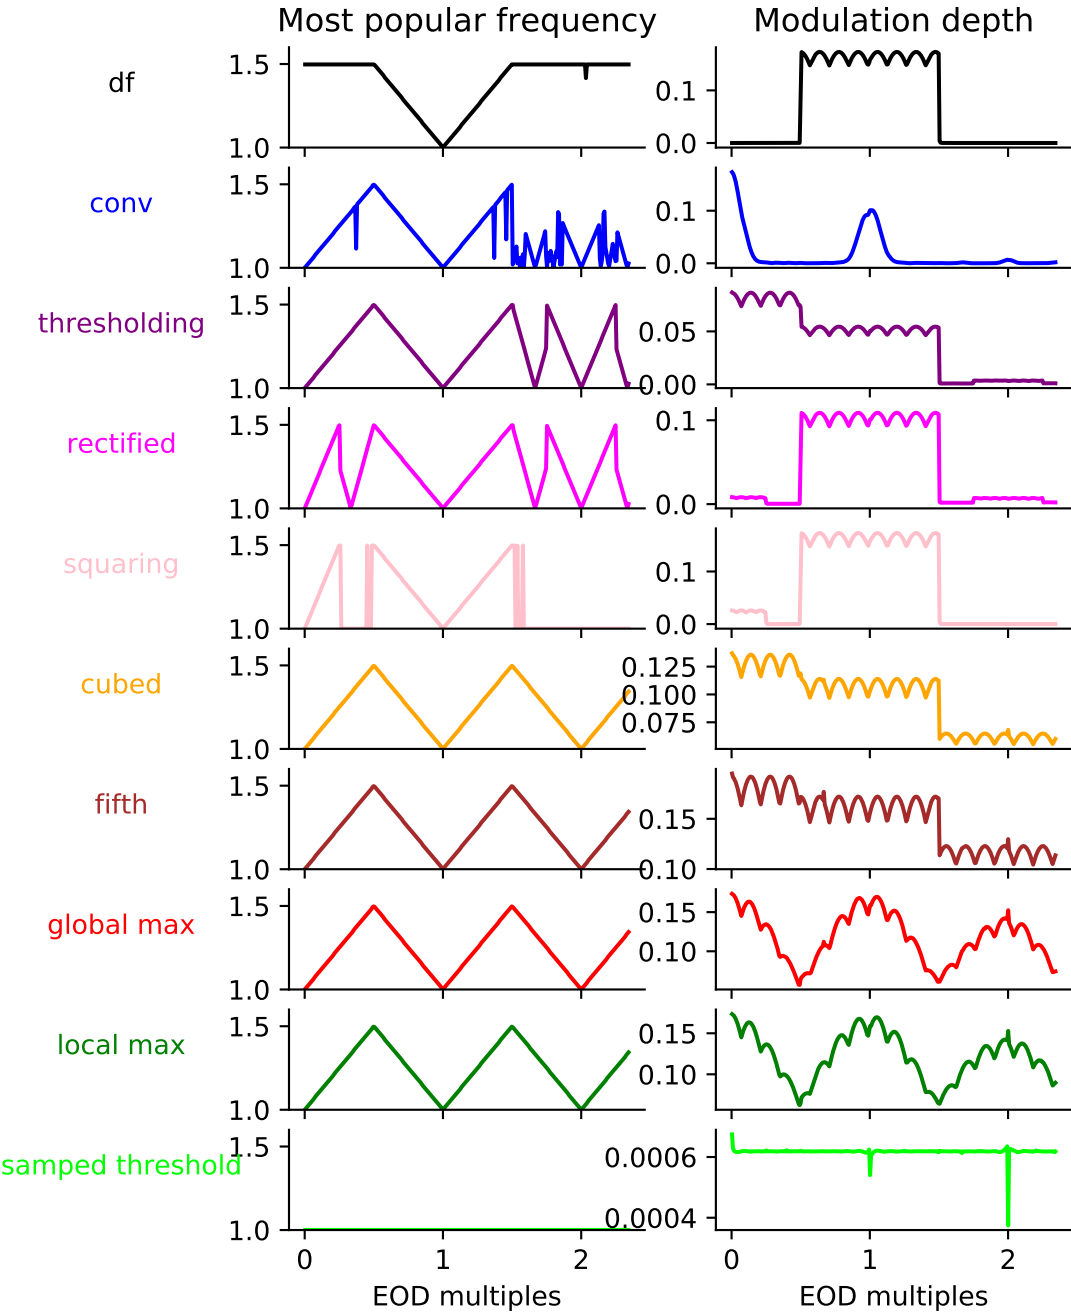 Most popular frequency Modulation depth
df 1.5 1.0 0.1 0.0
conv 1.5 1.0 0.1 0.0
thresholding 1.5 1.0 0.05 0.00
rectified 1.5 1.0 0.1 0.0
squaring 1.5 1.0 0.1 0.0
cubed 1.5 1.0 0.125 0.100 0.075
fifth 1.5 1.0 0.15 0.10
global max 1.5 1.0 0.15 0.10
local max 1.5 1.0 0.15 0.10
samped threshold 1.5 1.0 0.0006 0.0004
0 1 2 0 1 2
EOD multiples EOD multiples